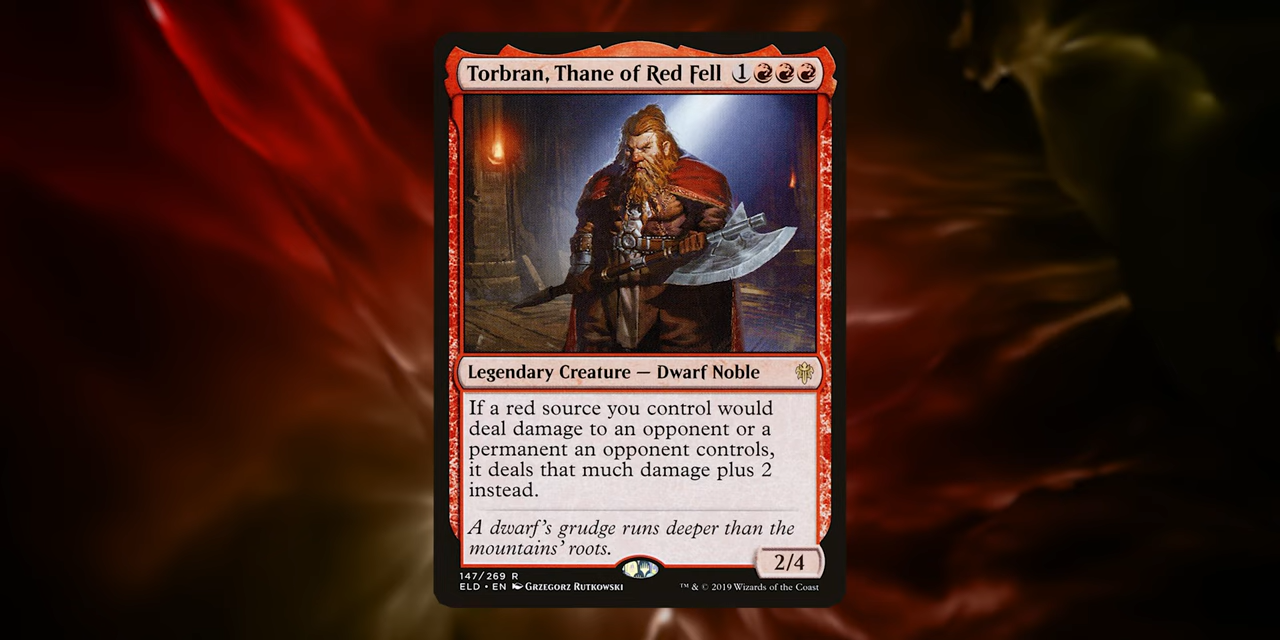 Torbran, Thane of Red Fell 1
Legendary Creature — Dwarf Noble
If a red source you control would
deal damage to an opponent or a
permanent an opponent controls,
it deals that much damage plus 2
instead.
A dwarf's grudge runs deeper than the
mountains' roots.
2/4
147/269 R
ELD • EN Grzegorz Rutkowski
™ & © 2019 Wizards of the Coast